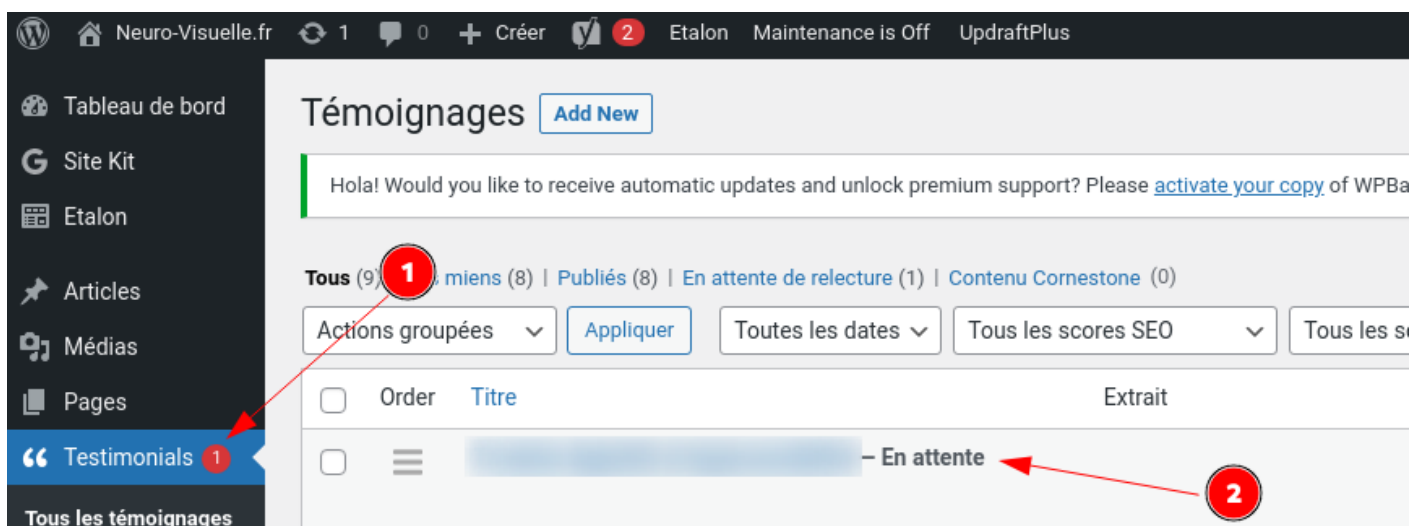 Neuro-Visuelle.fr 1 0 + Créer 2 Etalon Maintenance is Off UpdraftPlus
Tableau de bord
Témoignages Add New
Site Kit
Hola! Would you like to receive automatic updates and unlock premium support? Please activate your copy of WPBa
Etalon
Tous (9) 1 miens (8) | Publiés (8) | En attente de relecture (1) | Contenu Cornestone (0)
Articles
Actions groupées Appliquer Toutes les dates Tous les scores SEO Tous les s
Médias
Pages
Order Titre Extrait
Testimonials 1
– En attente
2
Tous les témoignages